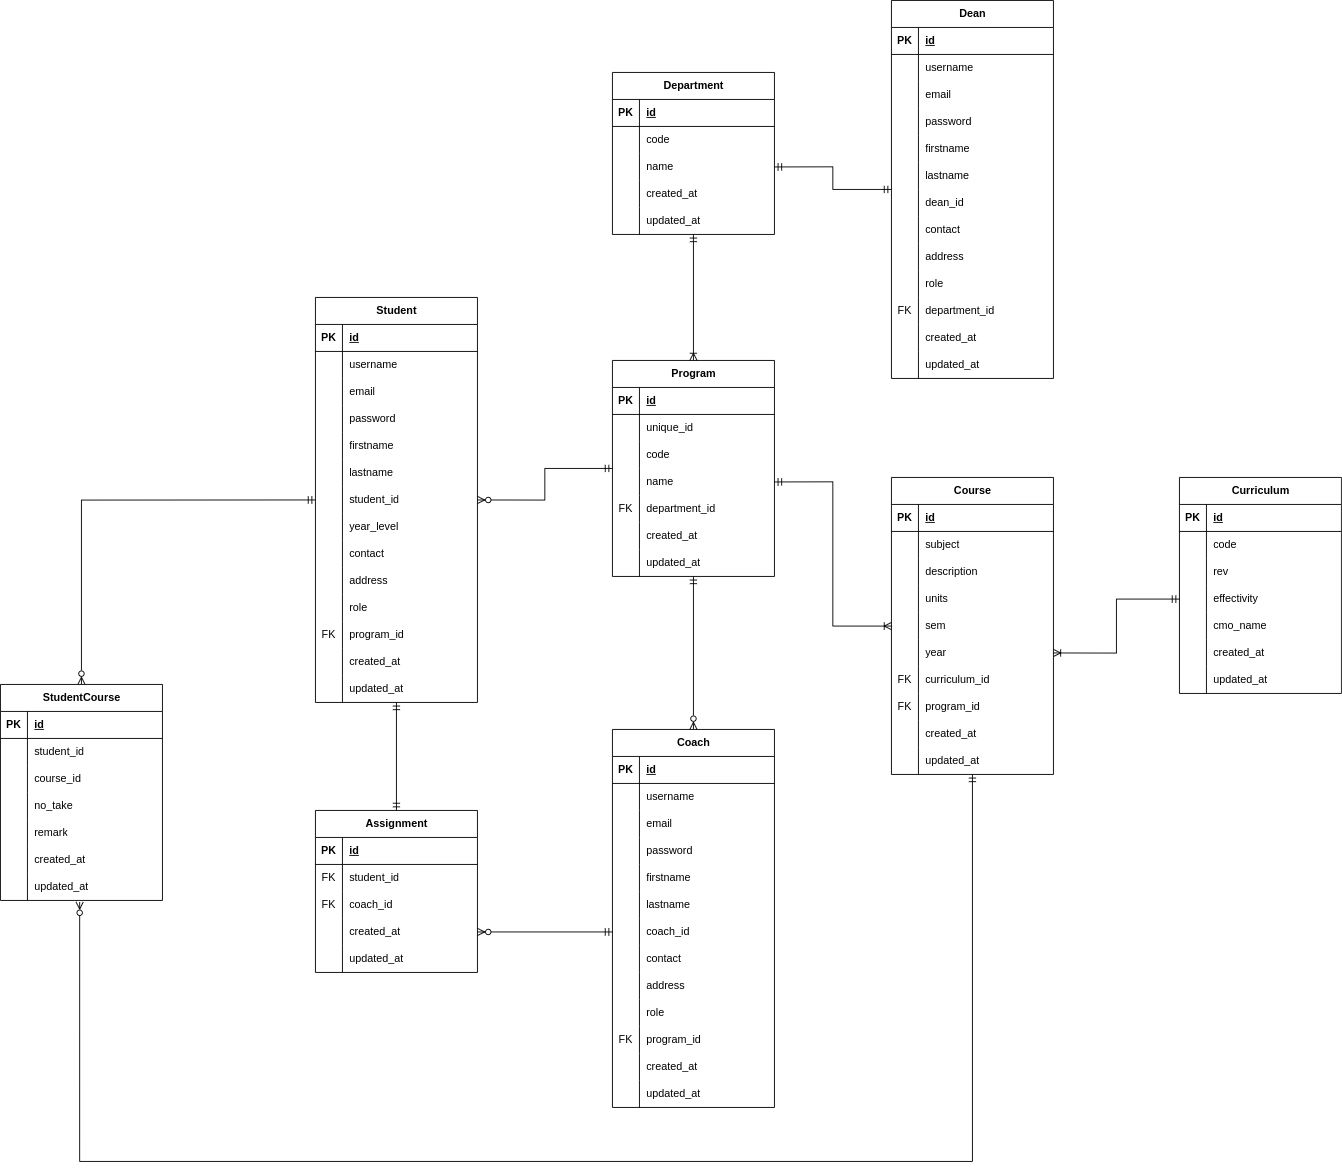 Dean
PK id
username
email
password
firstname
lastname
dean_id
contact
address
role
FK department_id
created_at
updated_at
Department
PK id
code
name
created_at
updated_at
Student
PK id
username
email
password
firstname
lastname
student_id
year_level
contact
address
role
FK program_id
created_at
updated_at
Program
PK id
unique_id
code
name
FK department_id
created_at
updated_at
Course
PK id
subject
description
units
sem
year
FK curriculum_id
FK program_id
created_at
updated_at
Curriculum
PK id
code
rev
effectivity
cmo_name
created_at
updated_at
StudentCourse
PK id
student_id
course_id
no_take
remark
created_at
updated_at
Assignment
PK id
FK student_id
FK coach_id
created_at
updated_at
Coach
PK id
username
email
password
firstname
lastname
coach_id
contact
address
role
FK program_id
created_at
updated_at